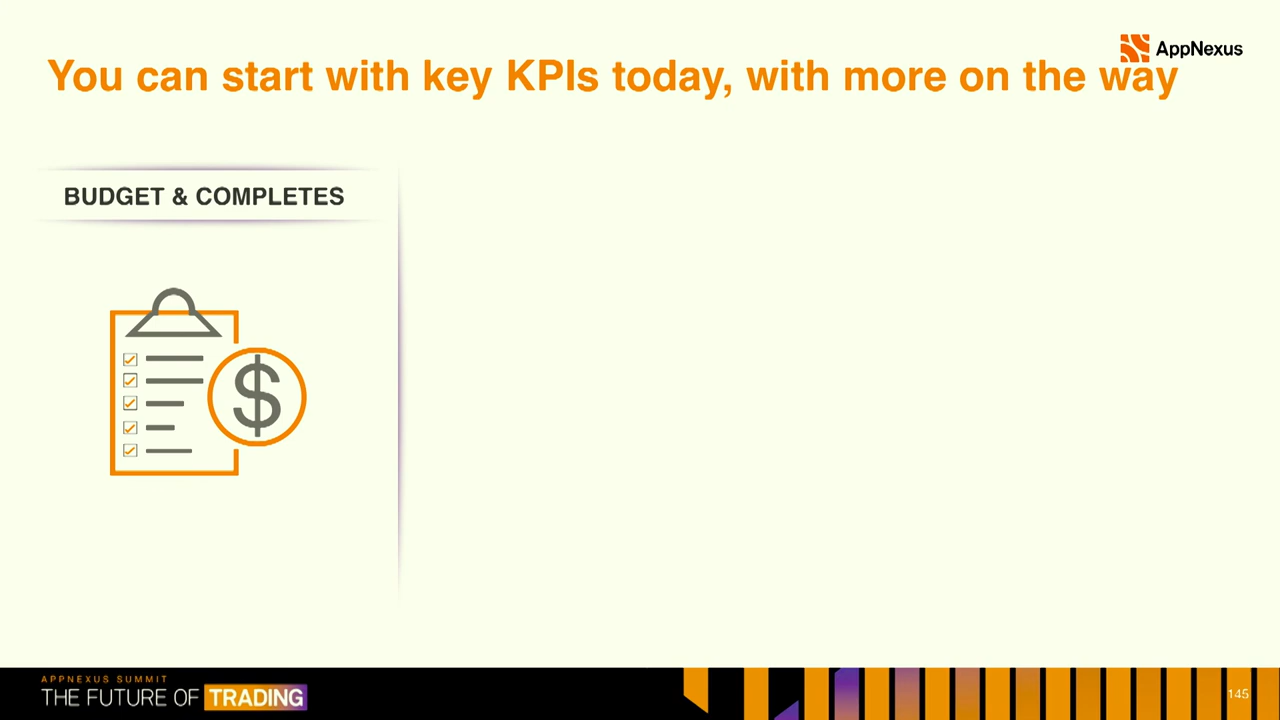 AppNexus
You can start with key KPIs today, with more on the way
BUDGET & COMPLETES
$
APPNEXUS SUMMIT
THE FUTURE OF TRADING
145